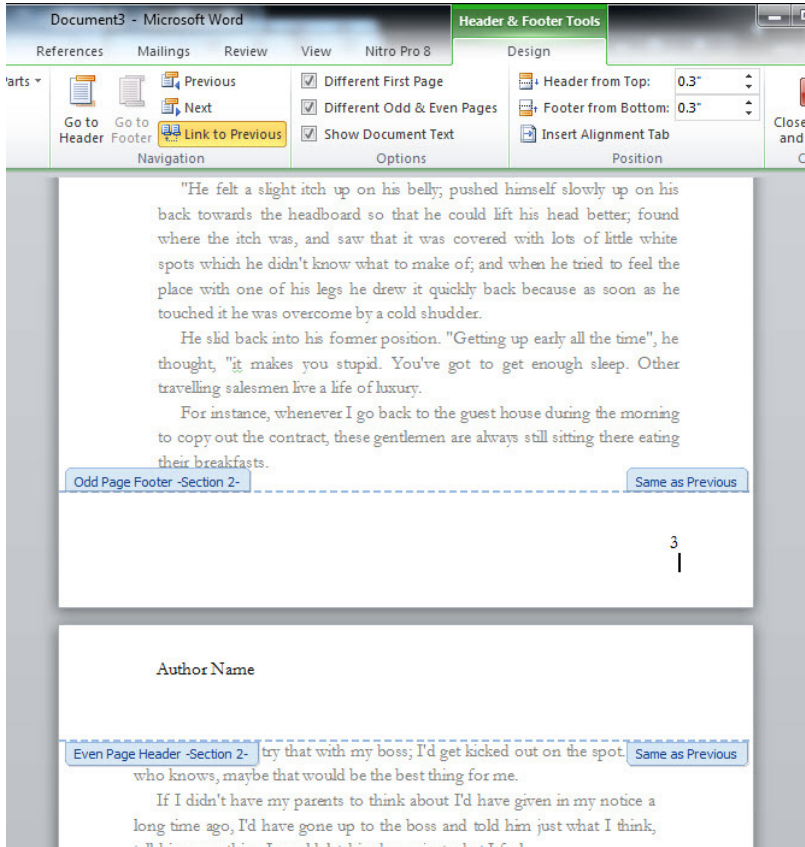 Document3 - Microsoft Word
Header & Footer Tools
References Mailings Review View Nitro Pro 8 Design
Parts
Go to Header
Go to Footer
Previous
Next
Link to Previous
Navigation
Different First Page
Different Odd & Even Pages
Show Document Text
Options
Header from Top: 0.3"
Footer from Bottom: 0.3"
Insert Alignment Tab
Position
Close
and
"He felt a slight itch up on his belly; pushed himself slowly up on his
back towards the headboard so that he could lift his head better; found
where the itch was, and saw that it was covered with lots of little white
spots which he didn't know what to make of; and when he tried to feel the
place with one of his legs he drew it quickly back because as soon as he
touched it he was overcome by a cold shudder.
He slid back into his former position. "Getting up early all the time", he
thought, "it makes you stupid. You've got to get enough sleep. Other
travelling salesmen live a life of luxury.
For instance, whenever I go back to the guest house during the morning
to copy out the contract, these gentlemen are always still sitting there eating
their breakfasts.
Odd Page Footer -Section 2-
Same as Previous
3
Author Name
Even Page Header -Section 2-
Same as Previous
try that with my boss; I'd get kicked out on the spot.
who knows, maybe that would be the best thing for me.
If I didn't have my parents to think about I'd have given in my notice a
long time ago, I'd have gone up to the boss and told him just what I think,